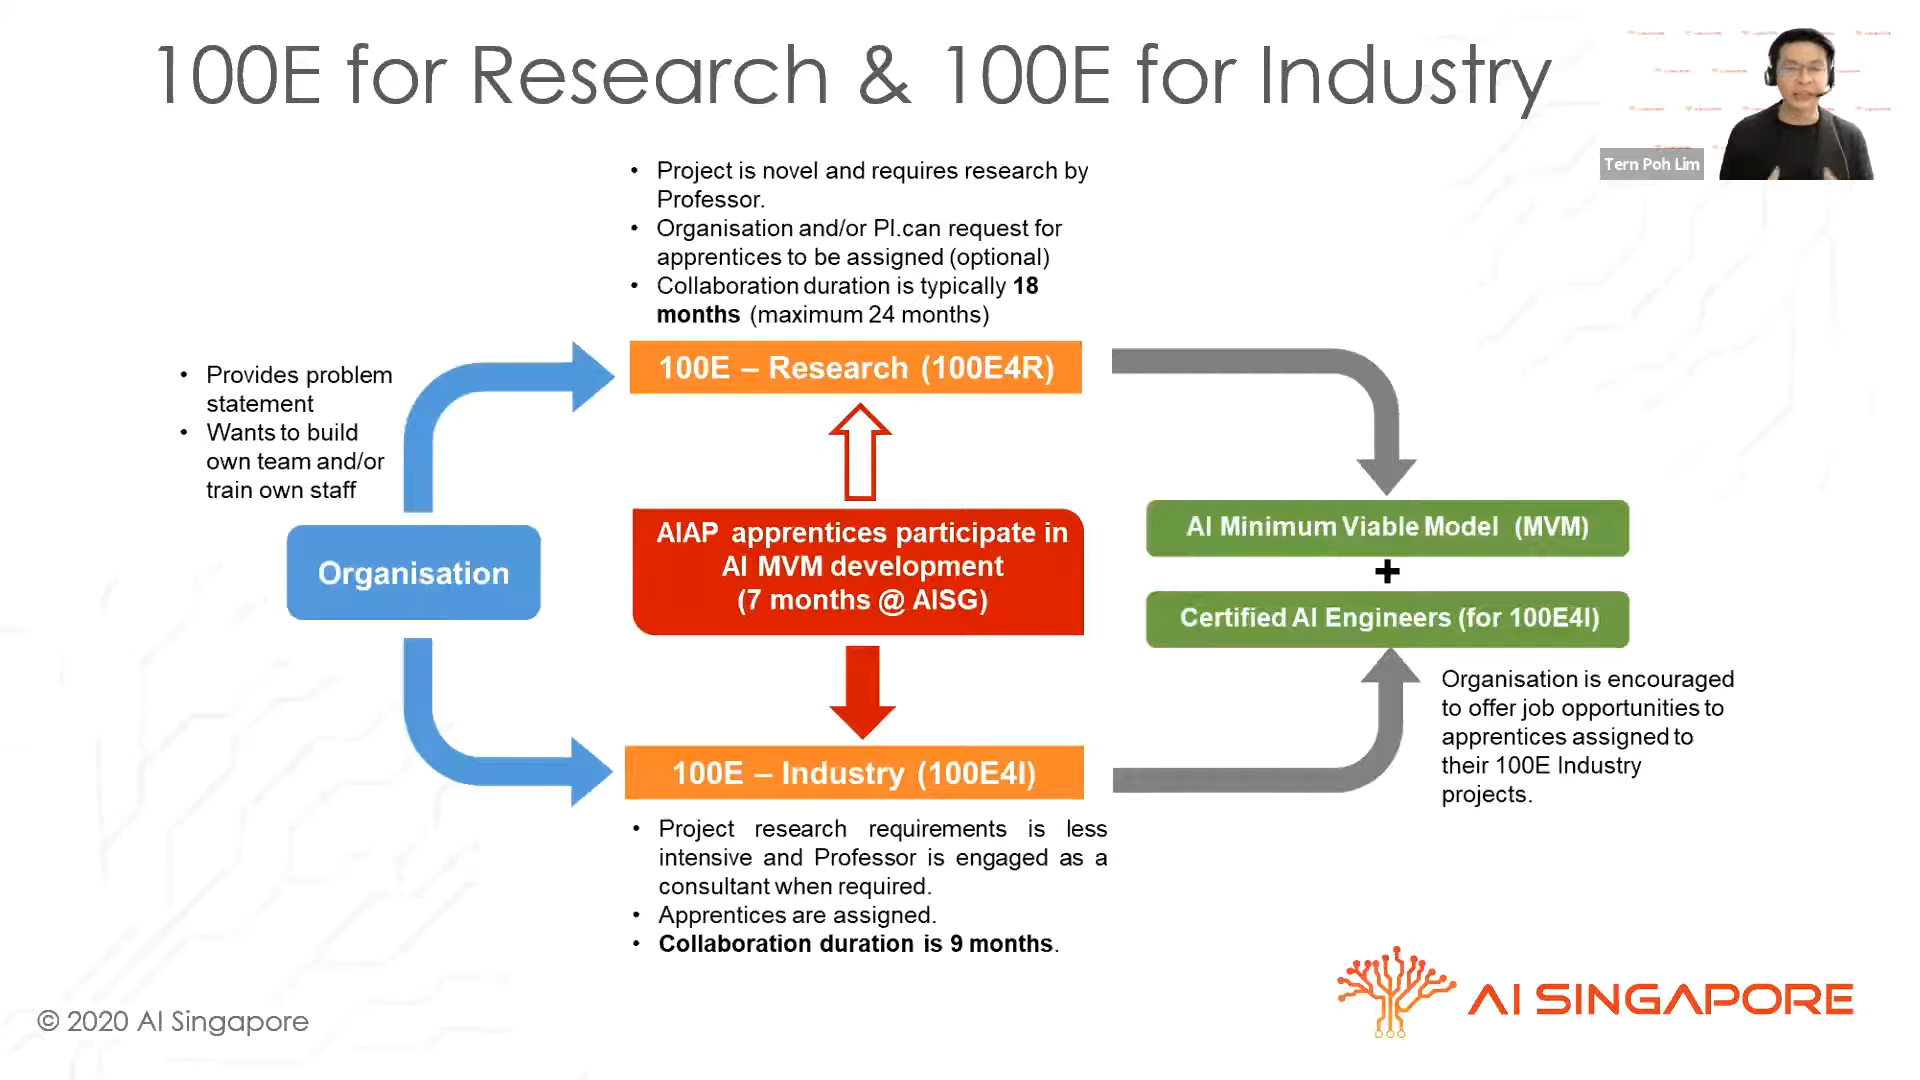 100E for Research & 100E for Industry
Tern Poh Lim
• Project is novel and requires research by
Professor.
• Organisation and/or PI.can request for
apprentices to be assigned (optional)
• Collaboration duration is typically 18
months (maximum 24 months)
• Provides problem
statement
• Wants to build
own team and/or
train own staff
Organisation
100E – Research (100E4R)
AIAP apprentices participate in
AI MVM development
(7 months @ AISG)
100E – Industry (100E4I)
• Project research requirements is less
intensive and Professor is engaged as a
consultant when required.
• Apprentices are assigned.
• Collaboration duration is 9 months.
AI Minimum Viable Model (MVM)
+
Certified AI Engineers (for 100E4I)
Organisation is encouraged
to offer job opportunities to
apprentices assigned to
their 100E Industry
projects.
© 2020 AI Singapore
AI SINGAPORE